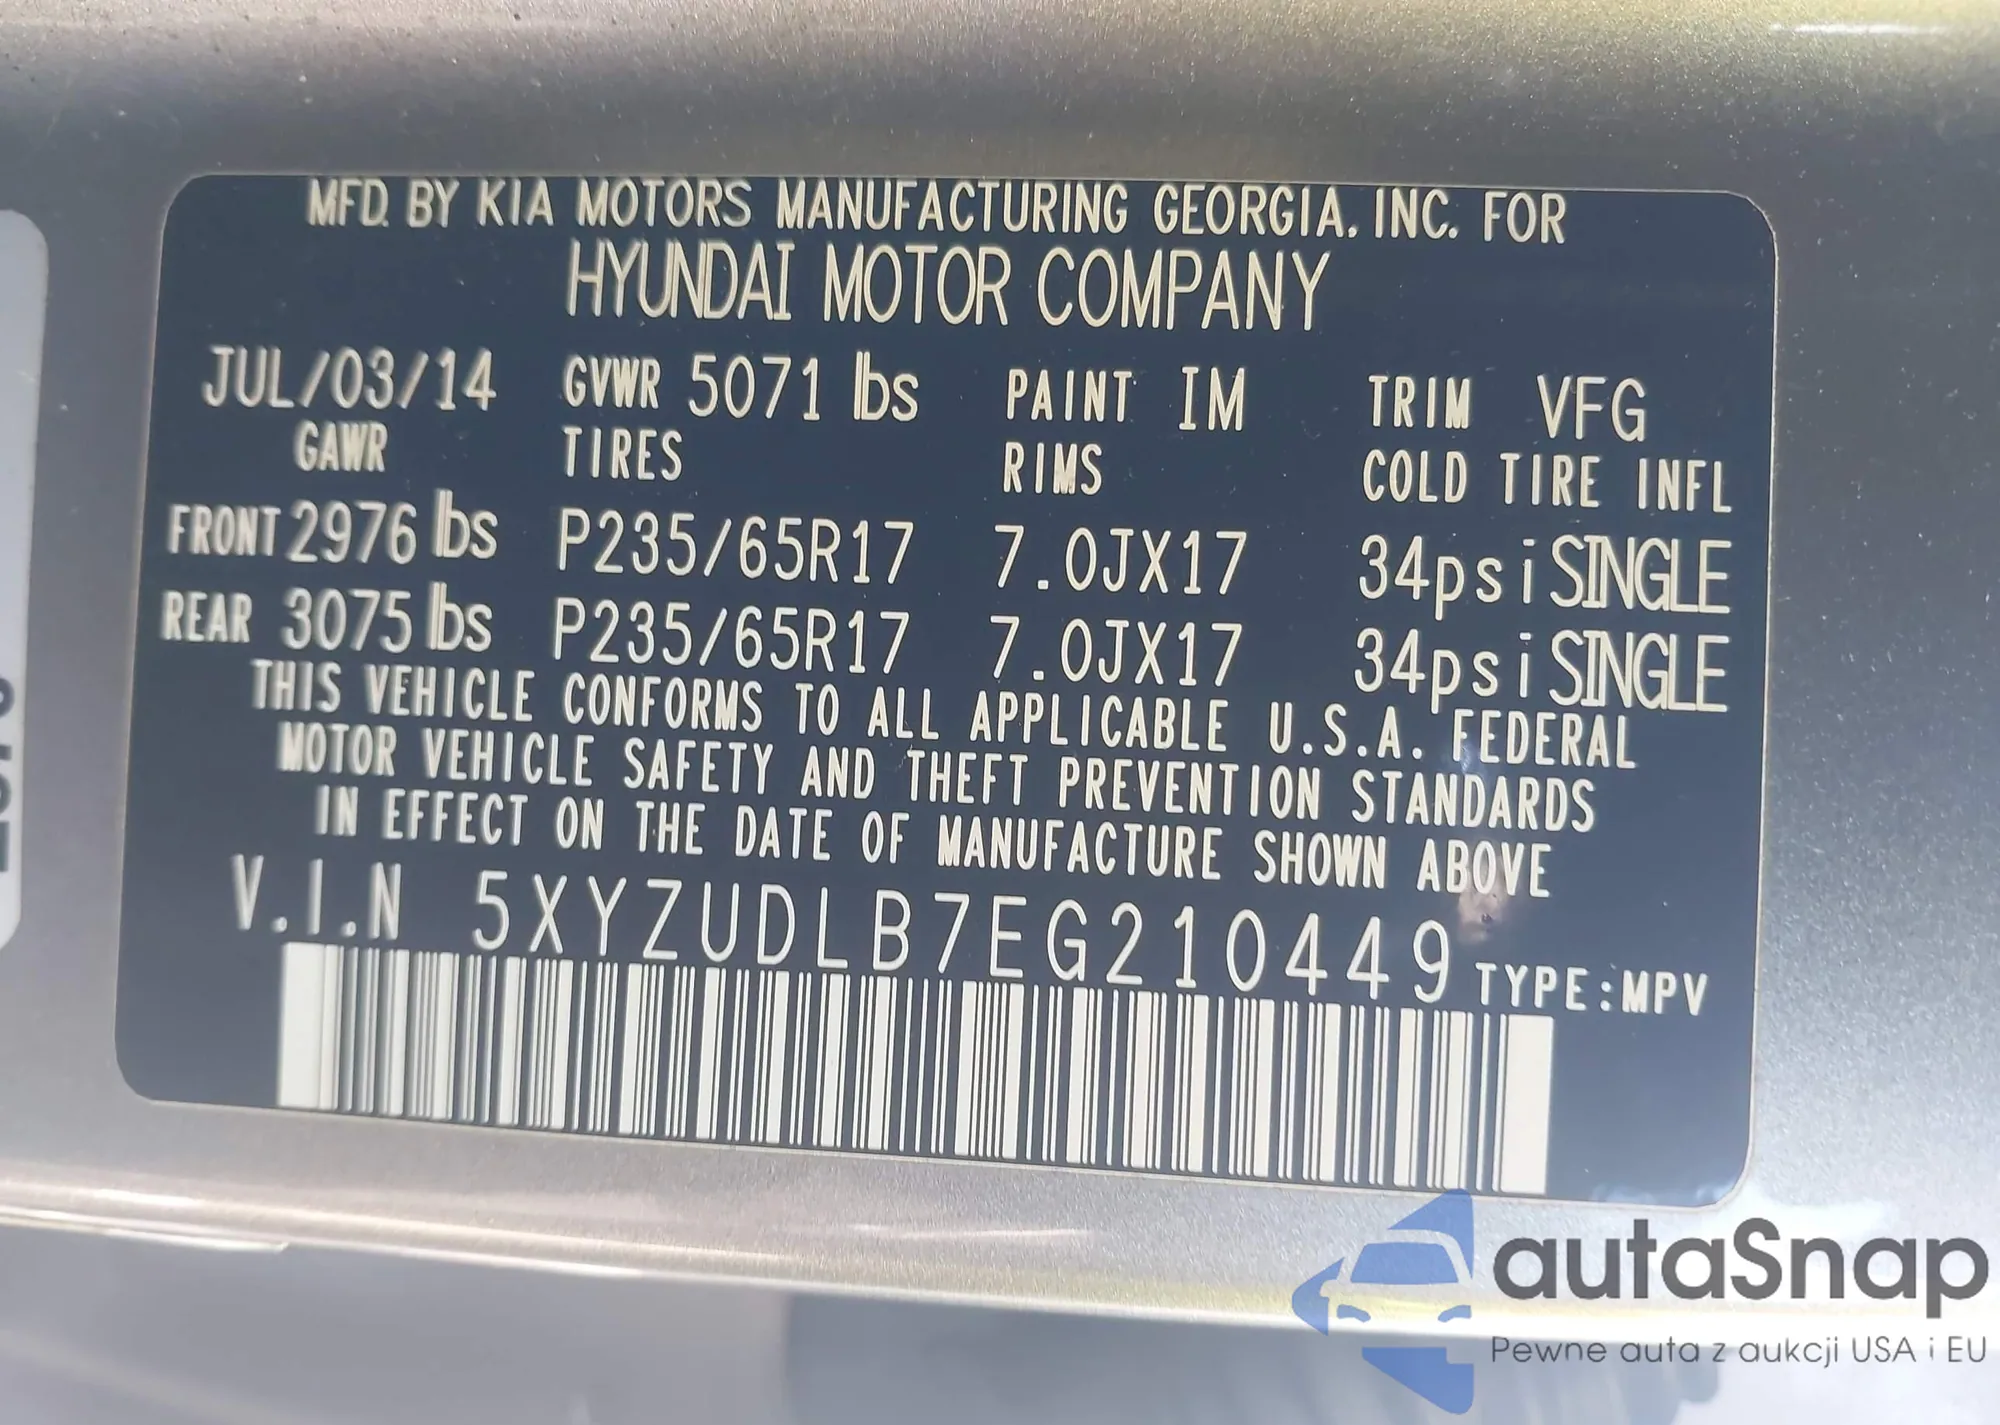 MFD. BY KIA MOTORS MANUFACTURING GEORGIA. INC. FOR
HYUNDAI MOTOR COMPANY
JUL/03/14 GVWR 5071 lbs PAINT IM TRIM VFG
GAWR TIRES RIMS COLD TIRE INFL
FRONT 2976 lbs P235/65R17 7.0JX17 34psi SINGLE
REAR 3075 lbs P235/65R17 7.0JX17 34psi SINGLE
THIS VEHICLE CONFORMS TO ALL APPLICABLE U.S.A. FEDERAL
MOTOR VEHICLE SAFETY AND THEFT PREVENTION STANDARDS
IN EFFECT ON THE DATE OF MANUFACTURE SHOWN ABOVE
V.I.N 5XYZUDLB7EG210449 TYPE:MPV
autaSnap
Pewne auta z aukcji USA i EU